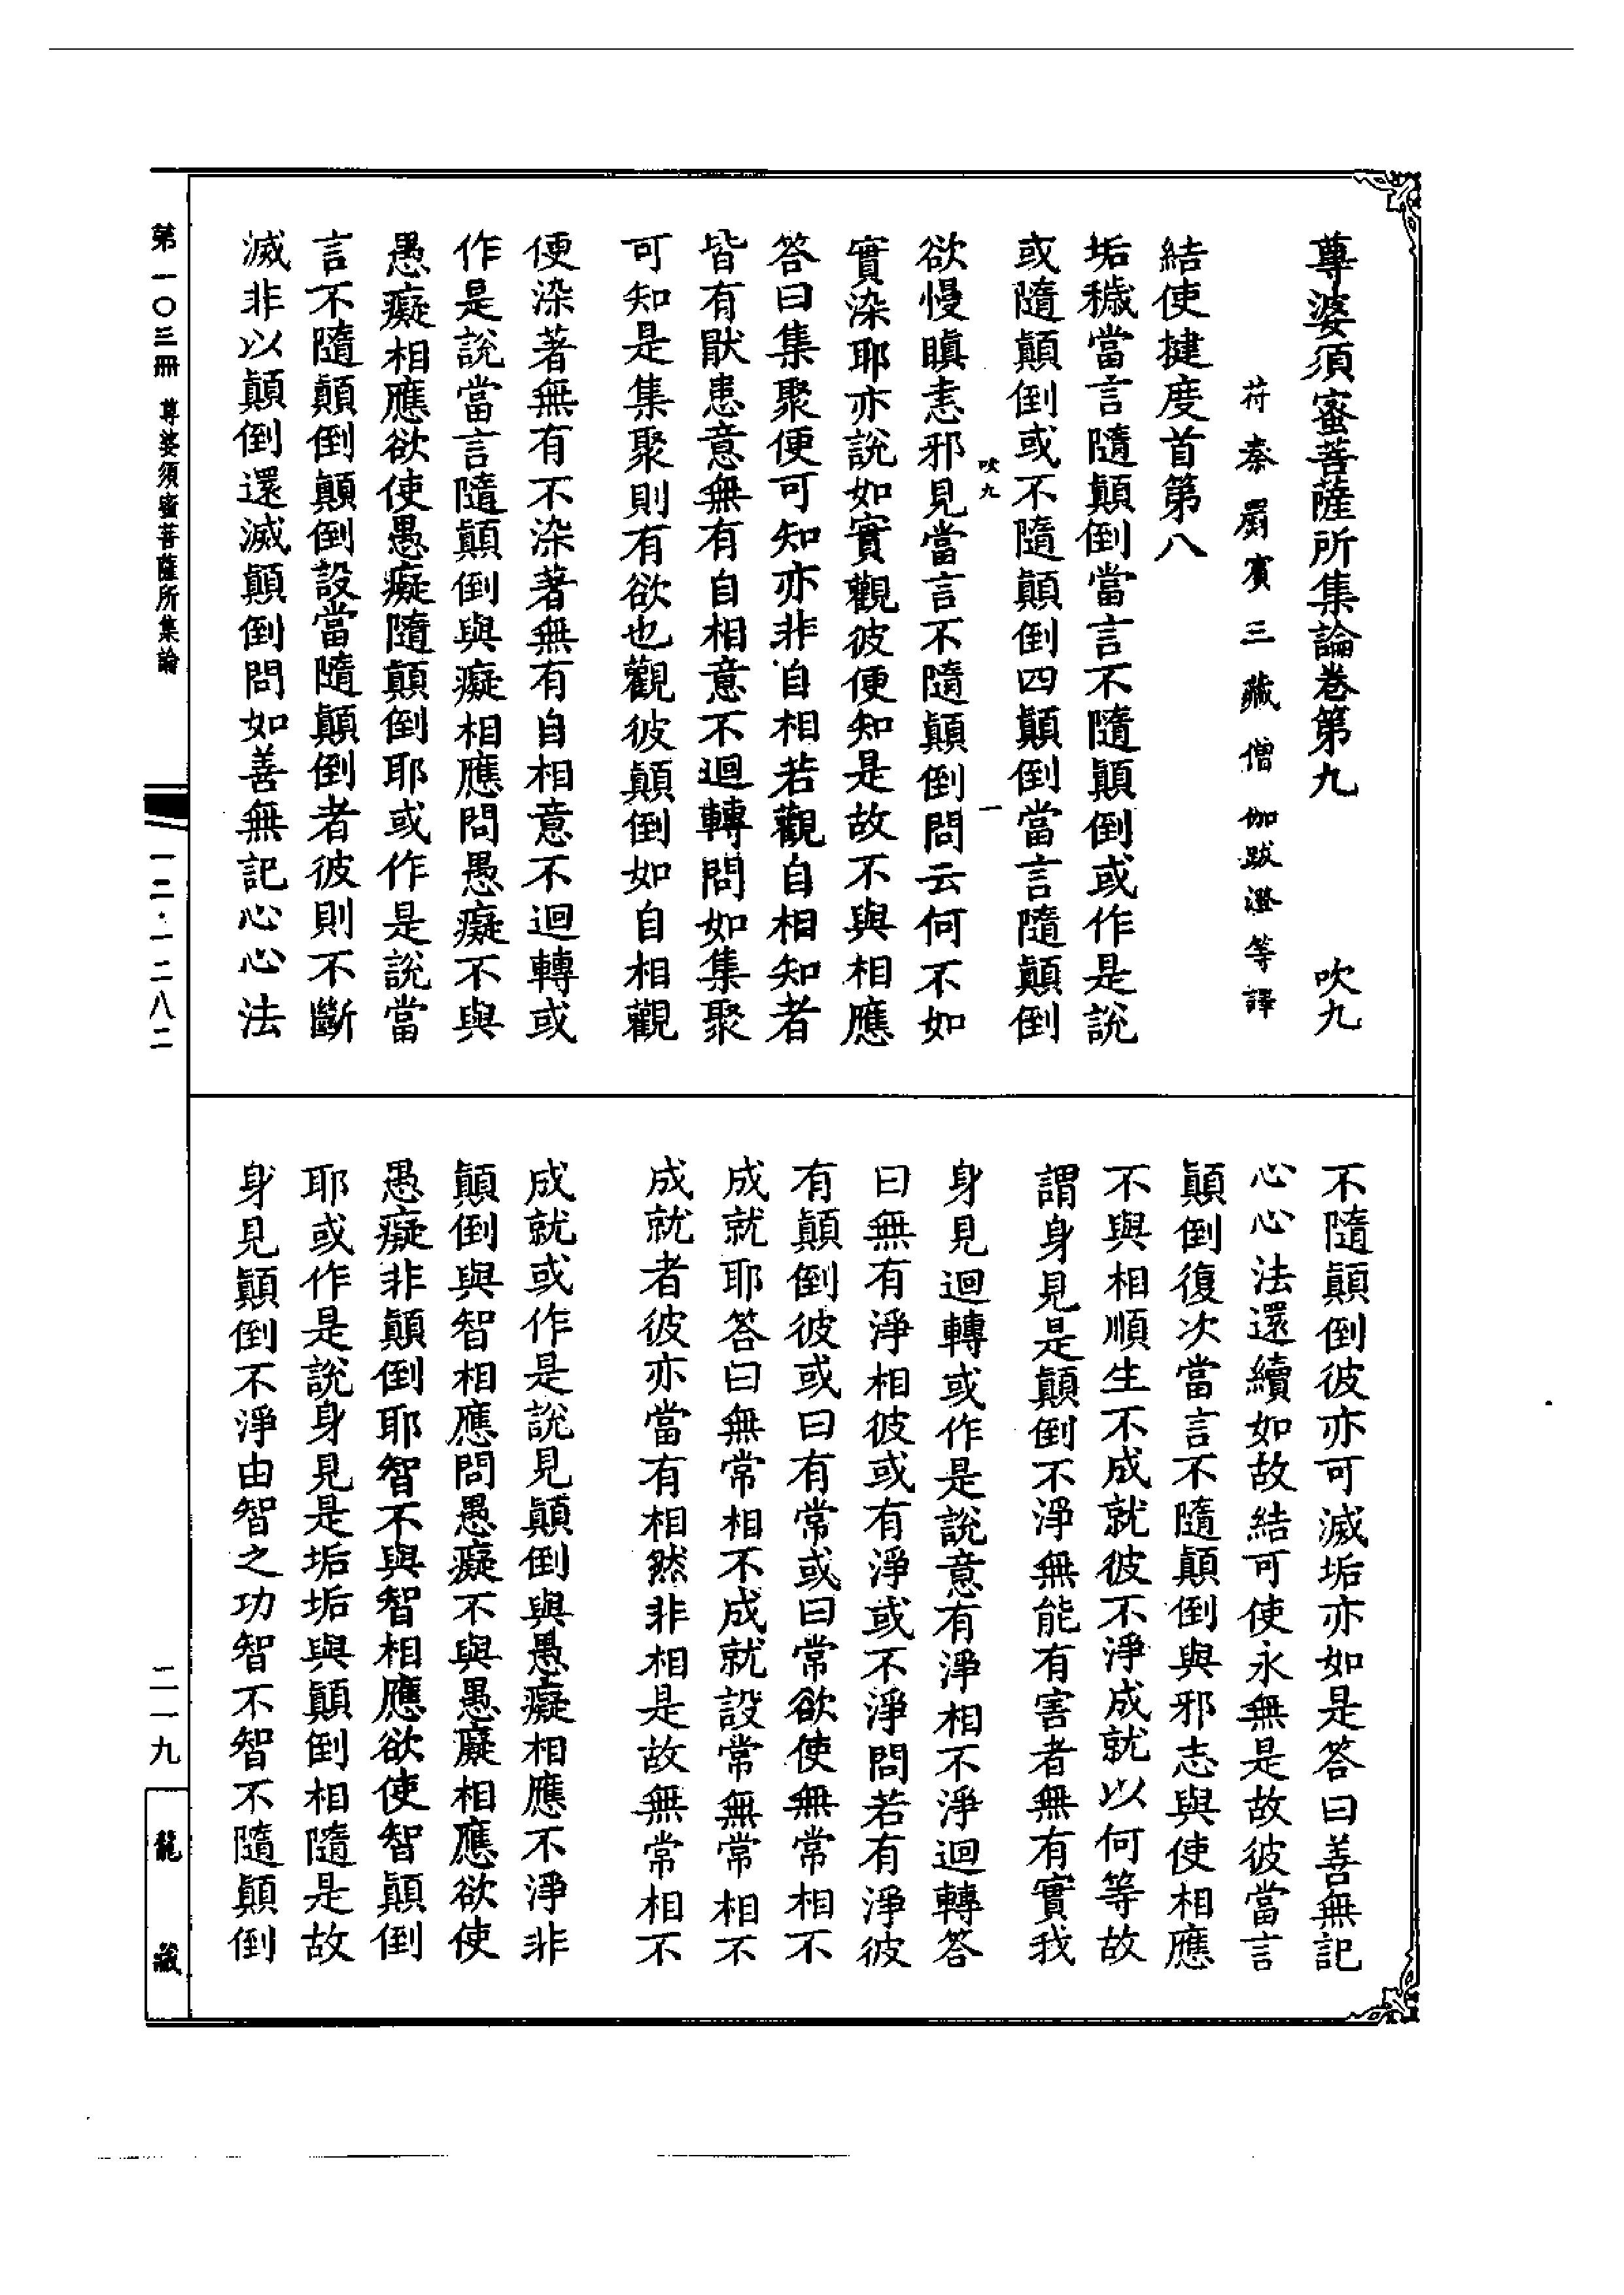 尊婆須蜜菩薩所集論卷第九　吹九
苻秦罽賓三藏僧伽跋澄等譯
結使揵度首第八
垢穢當言隨顛倒當言不隨顛倒或作是說
或隨顛倒或不隨顛倒四顛倒當言隨顛倒
吹九　一
欲慢瞋恚邪見當言不隨顛倒問云何不如
實染耶亦說如實觀彼便知是故不與相應
答曰集聚便可知亦非自相若觀自相知者
皆有猒患意無有自相意不迴轉問如集聚
可知是集聚則有欲也觀彼顛倒如自相觀
便染著無有不染著無有自相意不迴轉或
作是說當言隨顛倒與癡相應問愚癡不與
愚癡相應欲使愚癡隨顛倒耶或作是說當
言不隨顛倒顛倒設當隨顛倒者彼則不斷
滅非以顛倒還滅顛倒問如善無記心心法
不隨顛倒彼亦可滅垢亦如是答曰善無記
心心法還續如故結可使永無是故彼當言
顛倒復次當言不隨顛倒與邪志與使相應
不與相順生不成就彼不淨成就以何等故
謂身見是顛倒不淨無能有害者無有實我
身見迴轉或作是說意有淨相不淨迴轉答
曰無有淨相彼或有淨或不淨問若有淨彼
有顛倒彼或曰有常或曰常欲使無常相不
成就耶答曰無常相不成就設常無常相不
成就者彼亦當有相然非相是故無常相不
成就或作是說見顛倒與愚癡相應不淨非
顛倒與智相應問愚癡不與愚癡相應欲使
愚癡非顛倒耶智不與智相應欲使智顛倒
耶或作是說身見是垢垢與顛倒相隨是故
身見顛倒不淨由智之功智不智不隨顛倒
第一〇三冊　尊婆須蜜菩薩所集論
一二·一二八二
二一九
龍藏